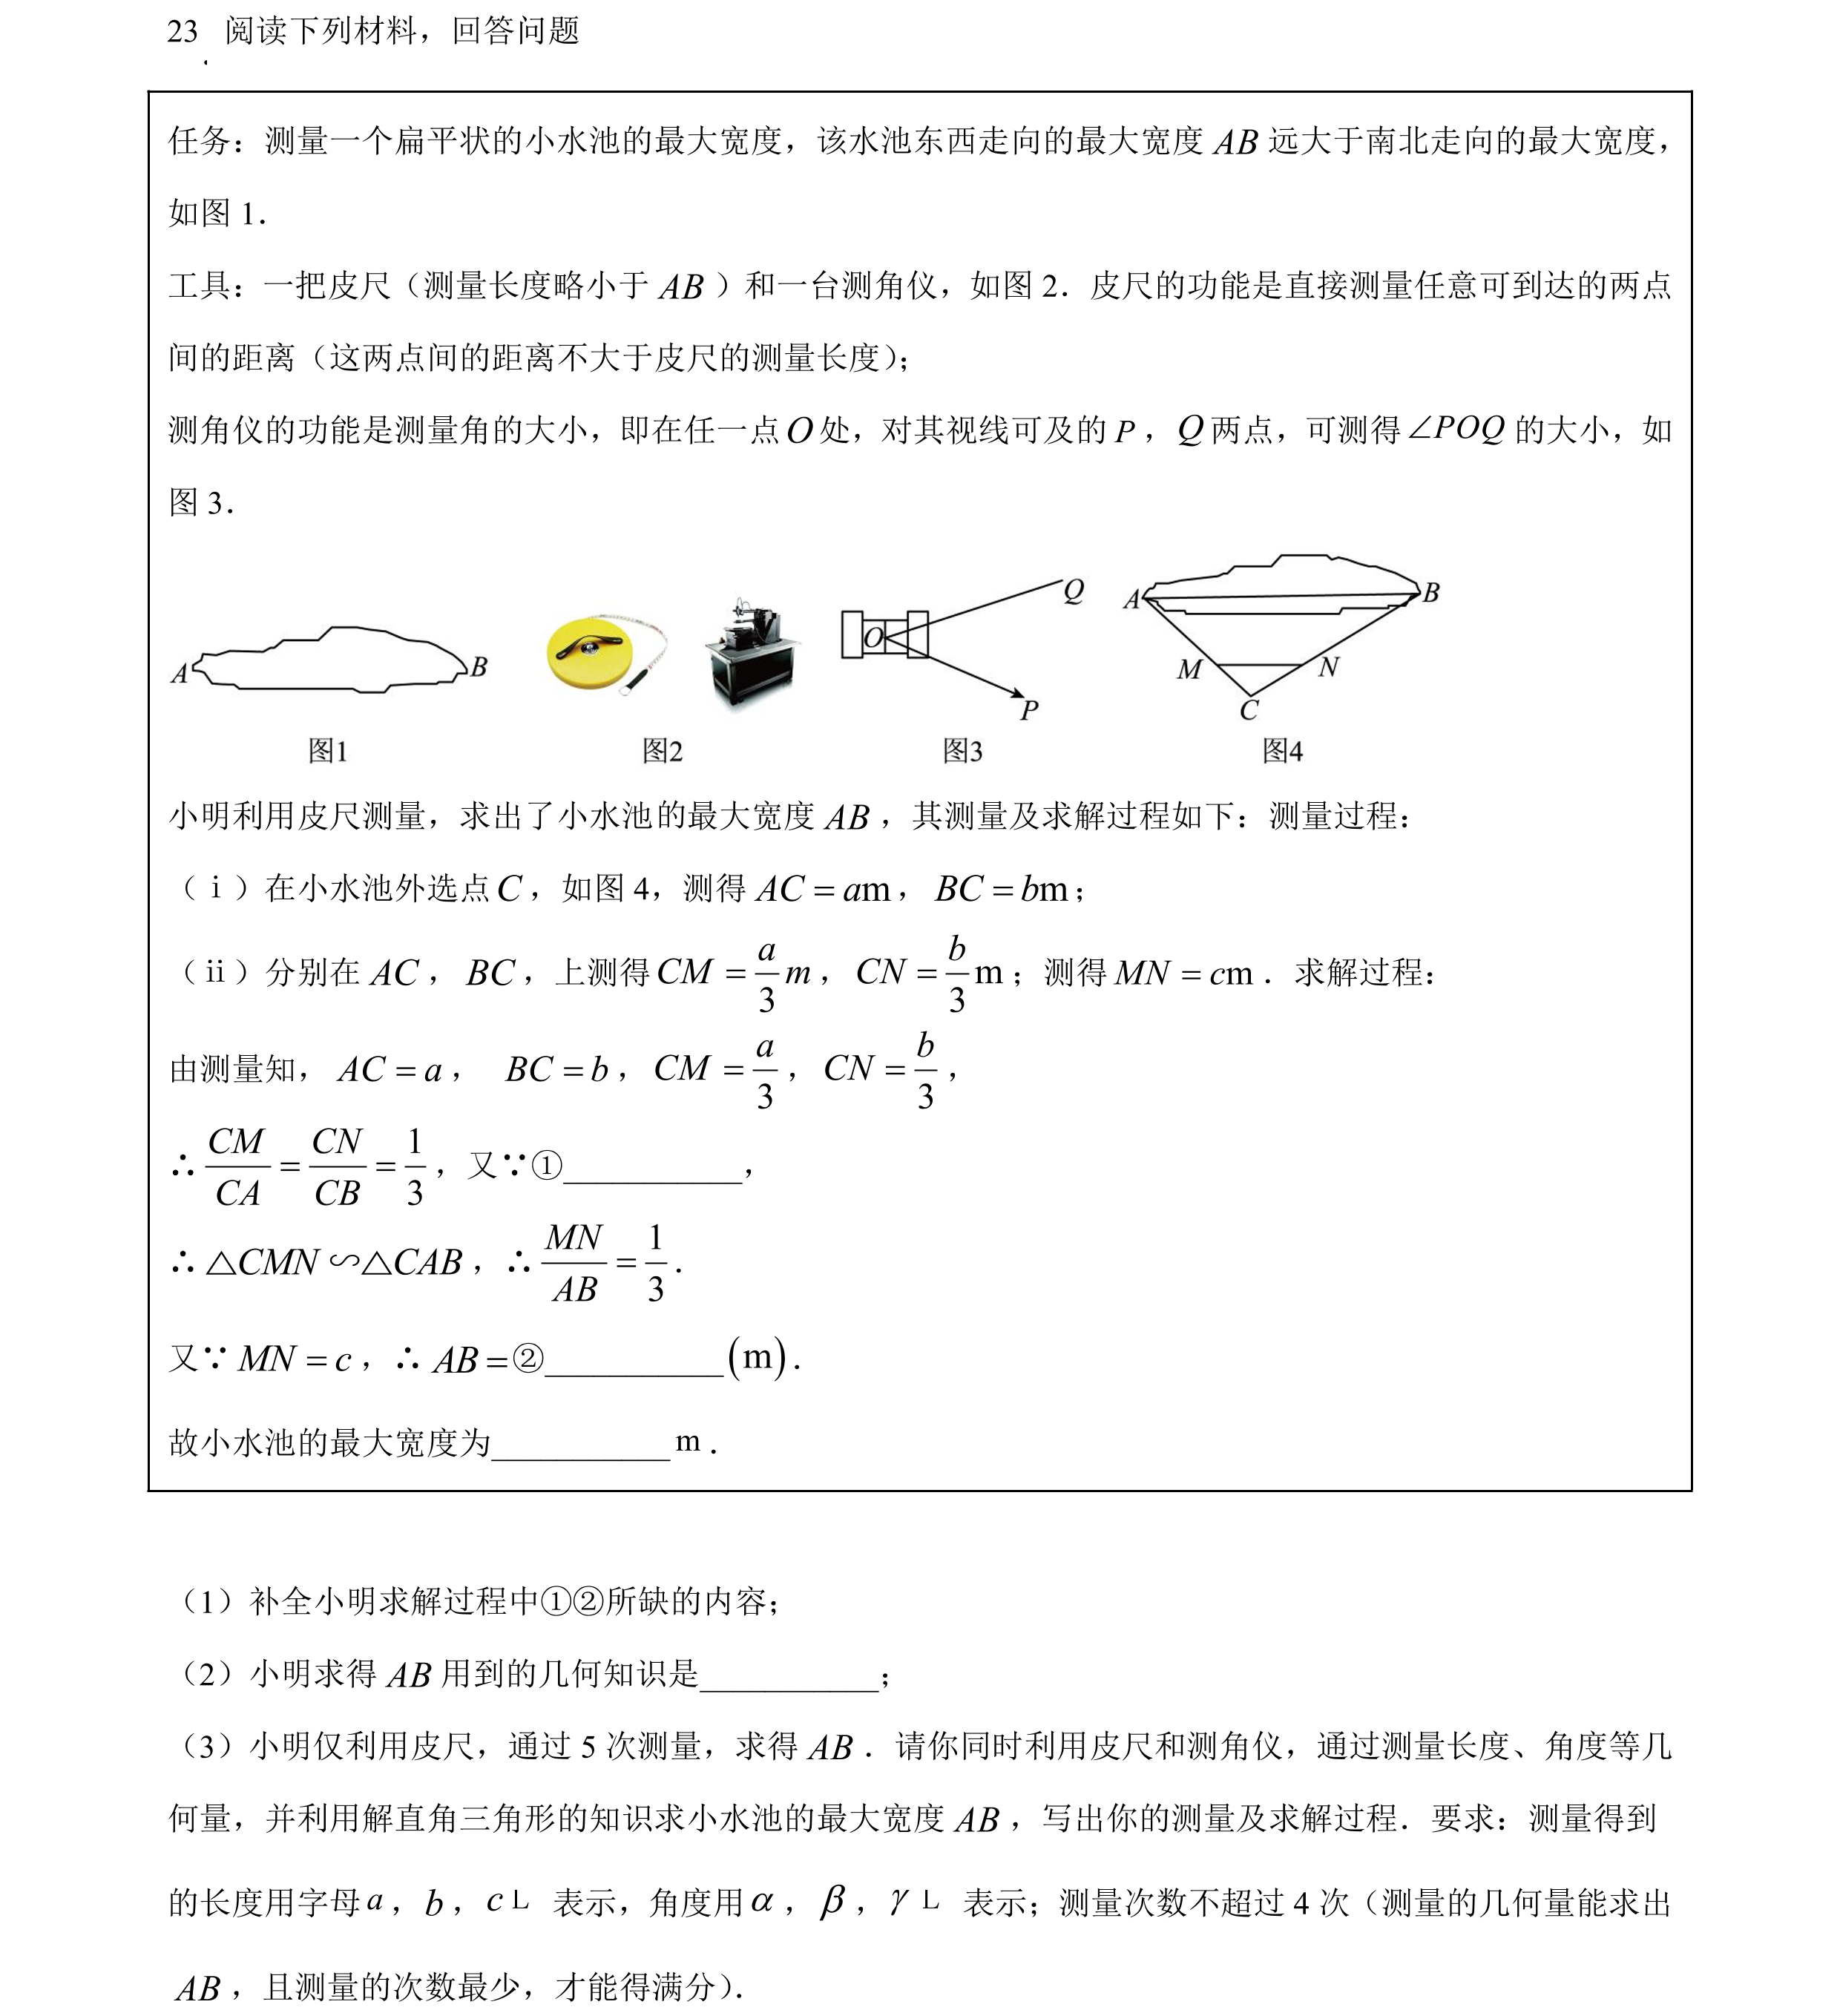 23 阅读下列材料，回答问题
.
任务：测量一个扁平状的小水池的最大宽度，该水池东西走向的最大宽度 AB 远大于南北走向的最大宽度，
如图 1．
工具：一把皮尺（测量长度略小于 AB ）和一台测角仪，如图 2．皮尺的功能是直接测量任意可到达的两点
间的距离（这两点间的距离不大于皮尺的测量长度）；
测角仪的功能是测量角的大小，即在任一点 O 处，对其视线可及的 P ，Q 两点，可测得 ∠POQ 的大小，如
图 3．
A B
O Q P
A B M N C
图1 图2 图3 图4
小明利用皮尺测量，求出了小水池的最大宽度 AB ，其测量及求解过程如下：测量过程：
（ⅰ）在小水池外选点 C ，如图 4，测得 AC = am ，BC = bm ；
（ⅱ）分别在 AC ，BC ，上测得 CM = a/3 m ，CN = b/3 m ；测得 MN = cm ．求解过程：
由测量知， AC = a ， BC = b ，CM = a/3 ，CN = b/3 ，
∴ CM/CA = CN/CB = 1/3 ，又∵①___________，
∴ △CMN ∽△CAB ，∴ MN/AB = 1/3 ．
又∵ MN = c ，∴ AB = ②___________(m)．
故小水池的最大宽度为___________m ．
（1）补全小明求解过程中①②所缺的内容；
（2）小明求得 AB 用到的几何知识是___________；
（3）小明仅利用皮尺，通过 5 次测量，求得 AB ．请你同时利用皮尺和测角仪，通过测量长度、角度等几
何量，并利用解直角三角形的知识求小水池的最大宽度 AB ，写出你的测量及求解过程．要求：测量得到
的长度用字母 a ，b ，c L 表示，角度用 α ，β ，γ L 表示；测量次数不超过 4 次（测量的几何量能求出
AB ，且测量的次数最少，才能得满分）．